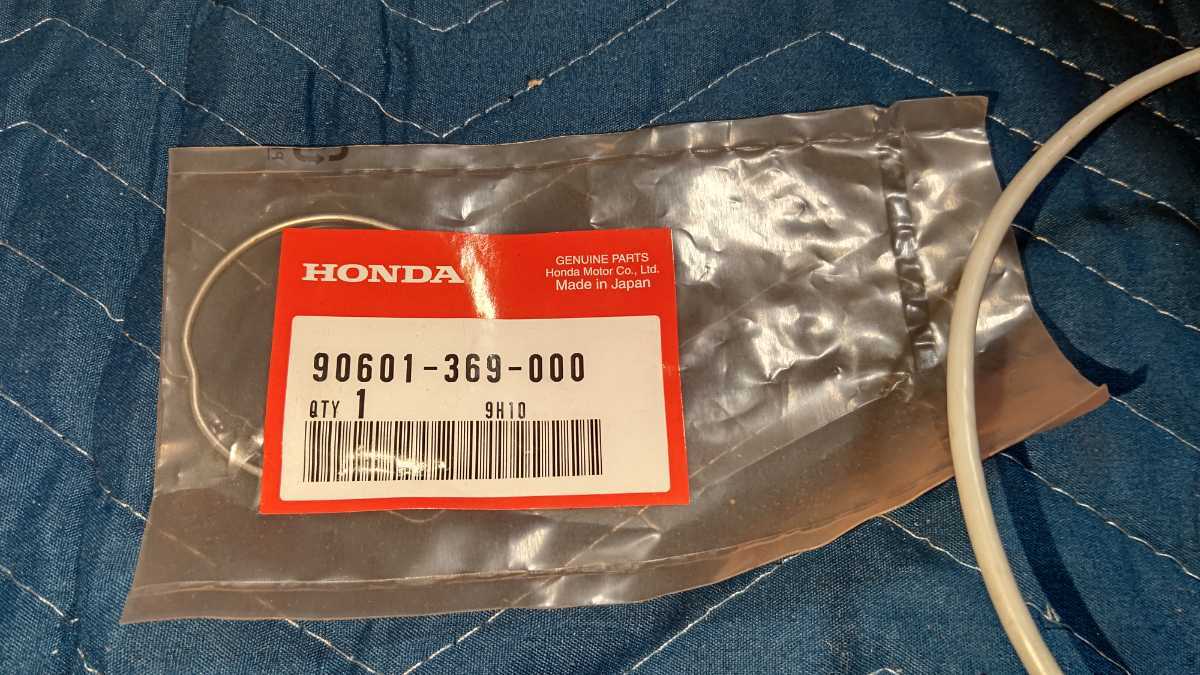 HONDA
GENUINE PARTS
Honda Motor Co., Ltd.
Made in Japan
90601-369-000
QTY 1 9H10